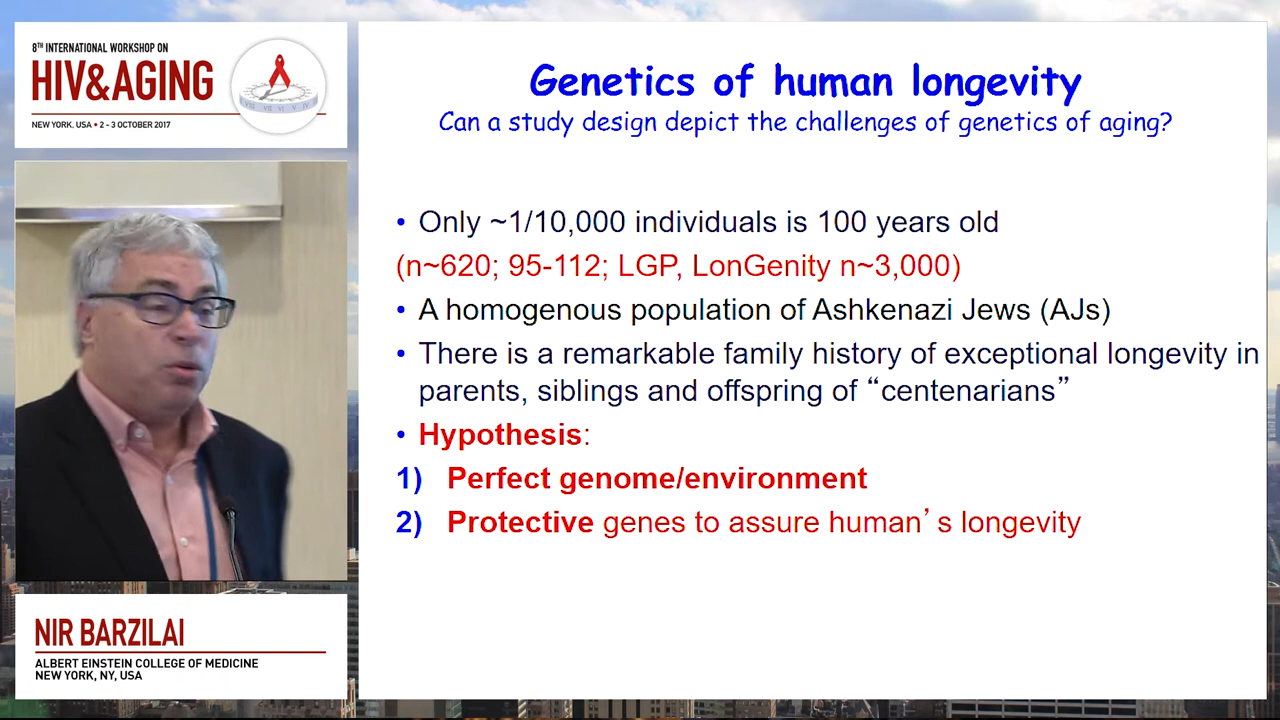 8TH INTERNATIONAL WORKSHOP ON
HIV&AGING
NEW YORK, USA • 2 - 3 OCTOBER 2017
Genetics of human longevity
Can a study design depict the challenges of genetics of aging?
• Only ~1/10,000 individuals is 100 years old
(n~620; 95-112; LGP, LonGenity n~3,000)
• A homogenous population of Ashkenazi Jews (AJs)
• There is a remarkable family history of exceptional longevity in
parents, siblings and offspring of “centenarians”
• Hypothesis:
1) Perfect genome/environment
2) Protective genes to assure human’s longevity
NIR BARZILAI
ALBERT EINSTEIN COLLEGE OF MEDICINE
NEW YORK, NY, USA